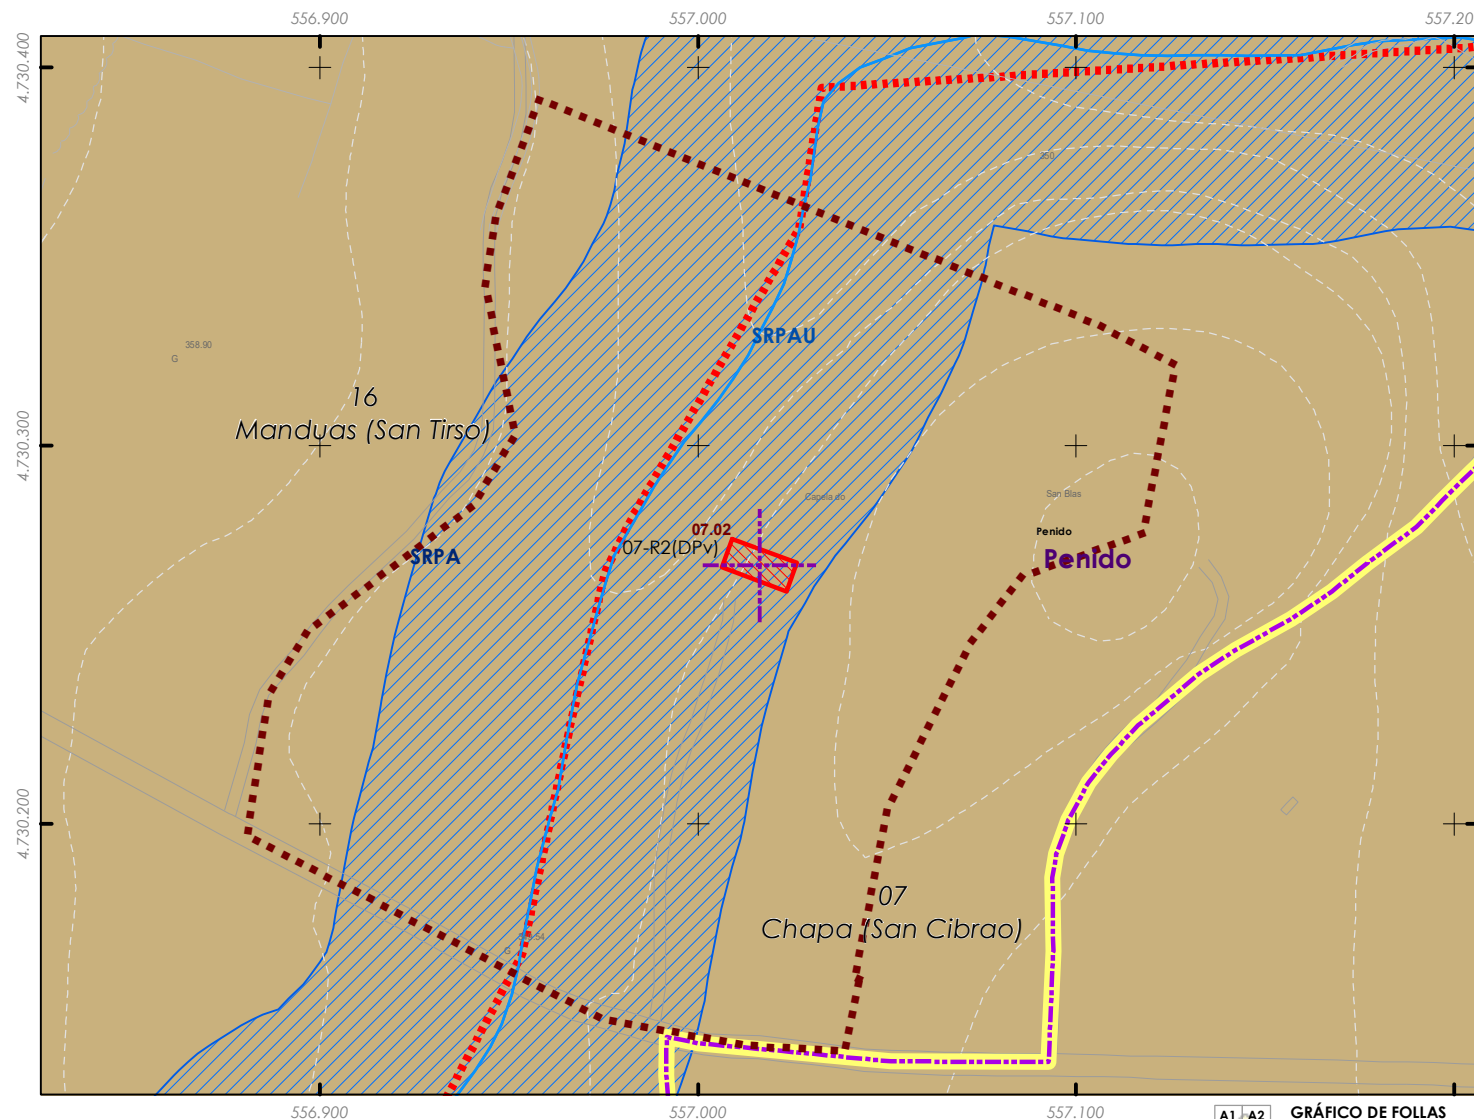 556.900
557.000
557.100
557.20
4.730.400
350
SRPAU
358.90
G
16
Manduas (San Tirso)
4.730.300
Capela do
San Blas
07.02
Penido
07-R2(DPv)
SRPA
Penido
4.730.200
07
Chapa (San Cibrao)
G
556.900
557.000
557.100
A1
A2
GRÁFICO DE FOLLAS